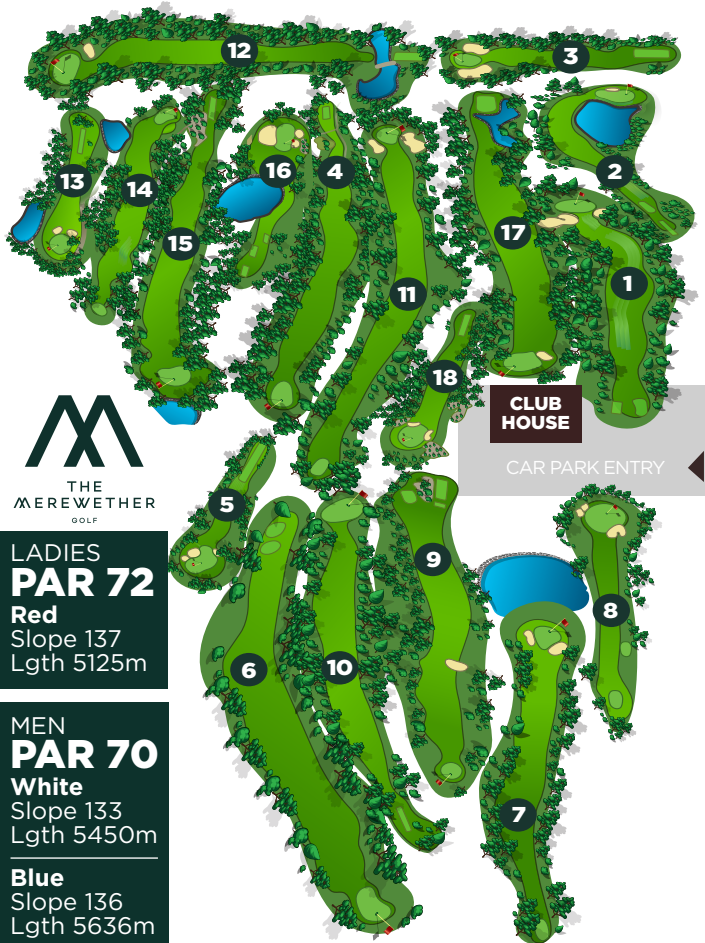 12
3
13
14
16
4
2
17
15
1
11
18
CLUB
HOUSE
CAR PARK ENTRY
THE
MEREWETHER
GOLF
5
9
8
6
10
7
LADIES
PAR 72
Red
Slope 137
Lgth 5125m
MEN
PAR 70
White
Slope 133
Lgth 5450m
Blue
Slope 136
Lgth 5636m